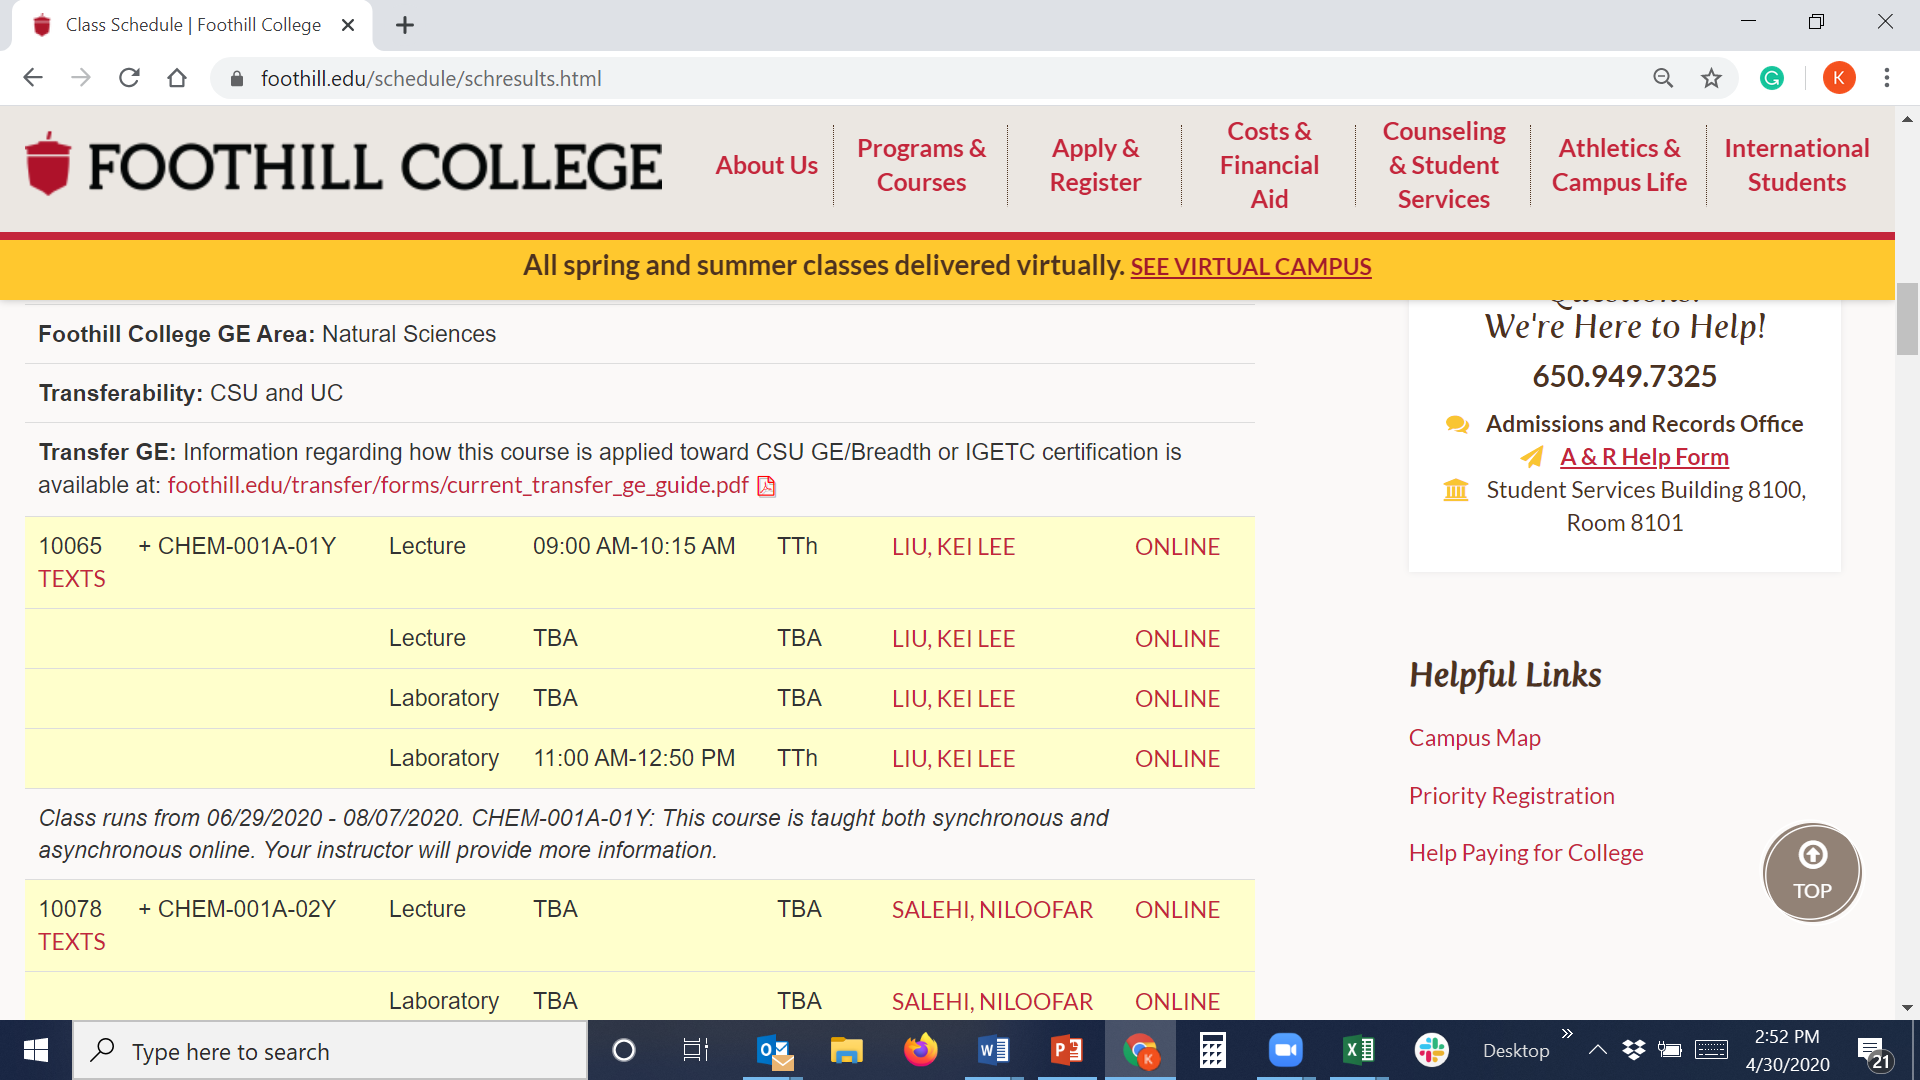 Class Schedule | Foothill College
foothill.edu/schedule/schresults.html
K
FOOTHILL COLLEGE
About Us
Programs &
Courses
Apply &
Register
Costs &
Financial
Aid
Counseling
& Student
Services
Athletics &
Campus Life
International
Students
All spring and summer classes delivered virtually. SEE VIRTUAL CAMPUS
Foothill College GE Area: Natural Sciences
Transferability: CSU and UC
Transfer GE: Information regarding how this course is applied toward CSU GE/Breadth or IGETC certification is
available at: foothill.edu/transfer/forms/current_transfer_ge_guide.pdf
10065 + CHEM-001A-01Y Lecture 09:00 AM-10:15 AM TTh LIU, KEI LEE ONLINE
TEXTS
Lecture TBA TBA LIU, KEI LEE ONLINE
Laboratory TBA TBA LIU, KEI LEE ONLINE
Laboratory 11:00 AM-12:50 PM TTh LIU, KEI LEE ONLINE
Class runs from 06/29/2020 - 08/07/2020. CHEM-001A-01Y: This course is taught both synchronous and
asynchronous online. Your instructor will provide more information.
10078 + CHEM-001A-02Y Lecture TBA TBA SALEHI, NILOOFAR ONLINE
TEXTS
Laboratory TBA TBA SALEHI, NILOOFAR ONLINE
We're Here to Help!
650.949.7325
Admissions and Records Office
A & R Help Form
Student Services Building 8100,
Room 8101
Helpful Links
Campus Map
Priority Registration
Help Paying for College
TOP
Type here to search
Desktop
2:52 PM
4/30/2020
21